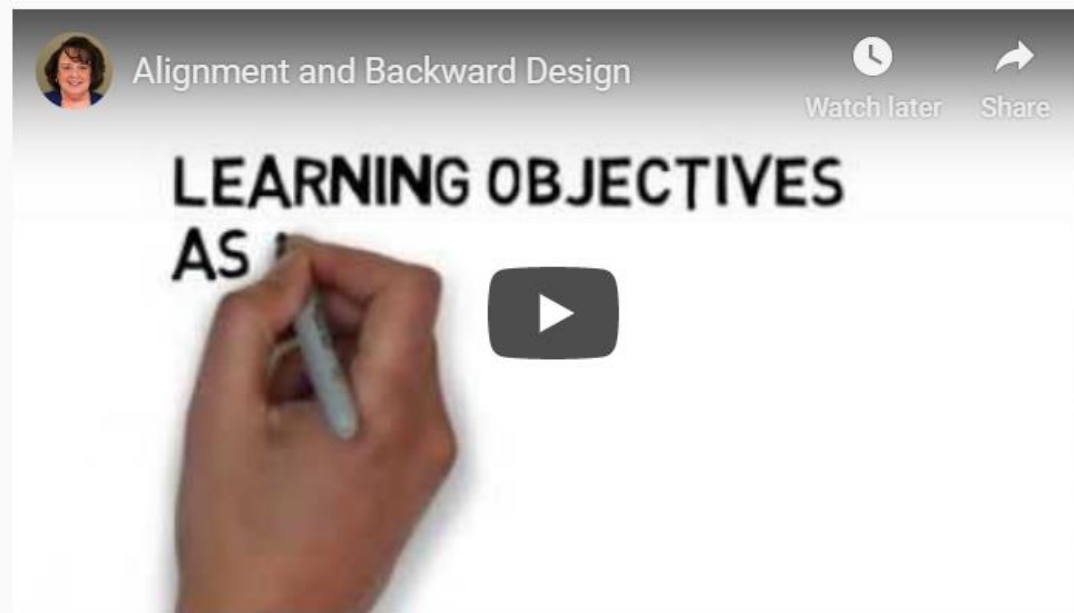 Alignment and Backward Design
Watch later
Share
LEARNING OBJECTIVES
AS